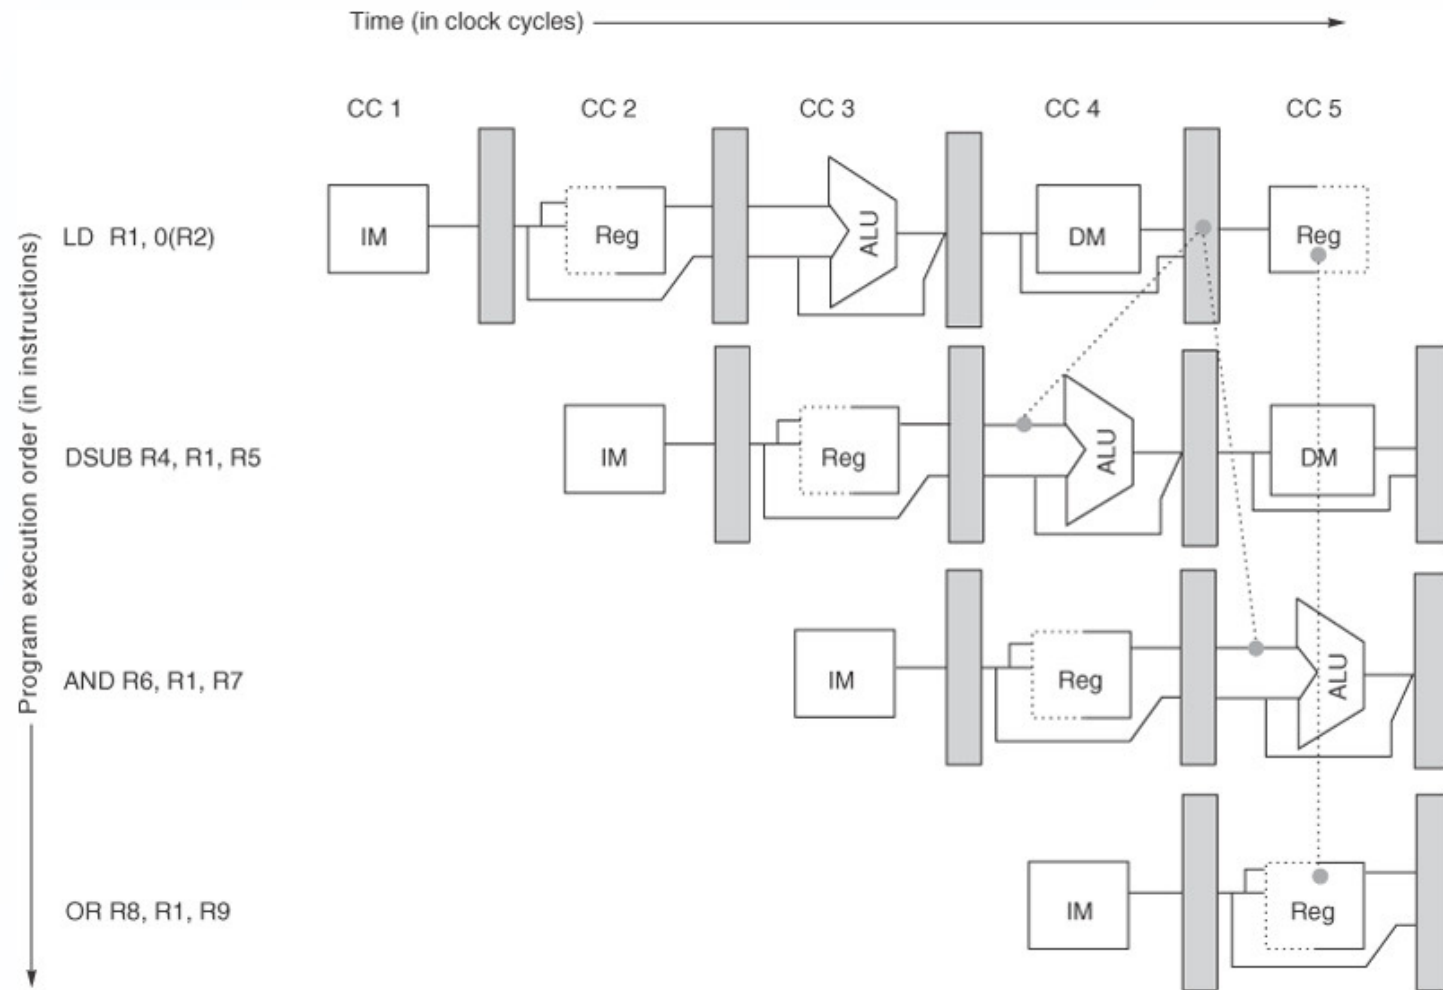 Time (in clock cycles)
CC 1 CC 2 CC 3 CC 4 CC 5
Program execution order (in instructions)
LD R1, 0(R2) IM Reg ALU DM Reg
DSUB R4, R1, R5 IM Reg ALU DM
AND R6, R1, R7 IM Reg ALU
OR R8, R1, R9 IM Reg